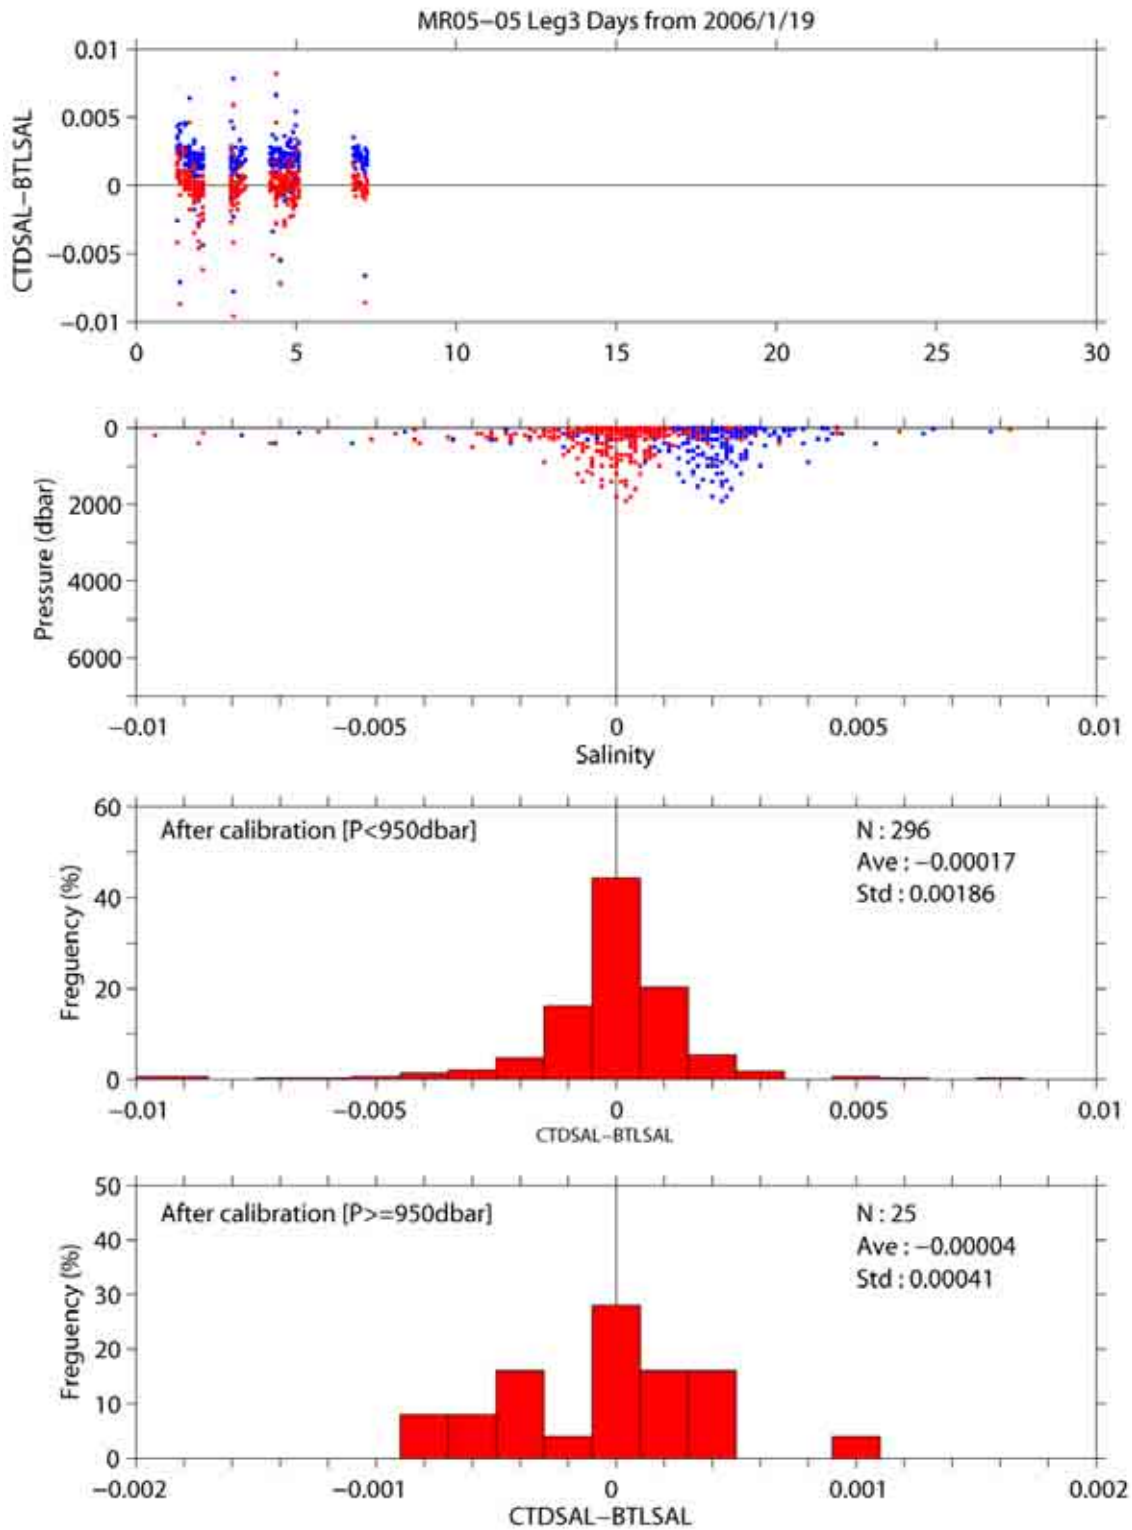 MR05−05 Leg3 Days from 2006/1/19
0.01
0.005
0
−0.005
−0.01
CTDSAL−BTLSAL
0 5 10 15 20 25 30
0
2000
4000
6000
Pressure (dbar)
−0.01 −0.005 0 0.005 0.01
Salinity
60
40
20
0
Freguency (%)
After calibration [P<950dbar]
N : 296
Ave : −0.00017
Std : 0.00186
−0.01 −0.005 0 0.005 0.01
CTDSAL−BTLSAL
50
40
30
20
10
0
Freguency (%)
After calibration [P>=950dbar]
N : 25
Ave : −0.00004
Std : 0.00041
−0.002 −0.001 0 0.001 0.002
CTDSAL−BTLSAL